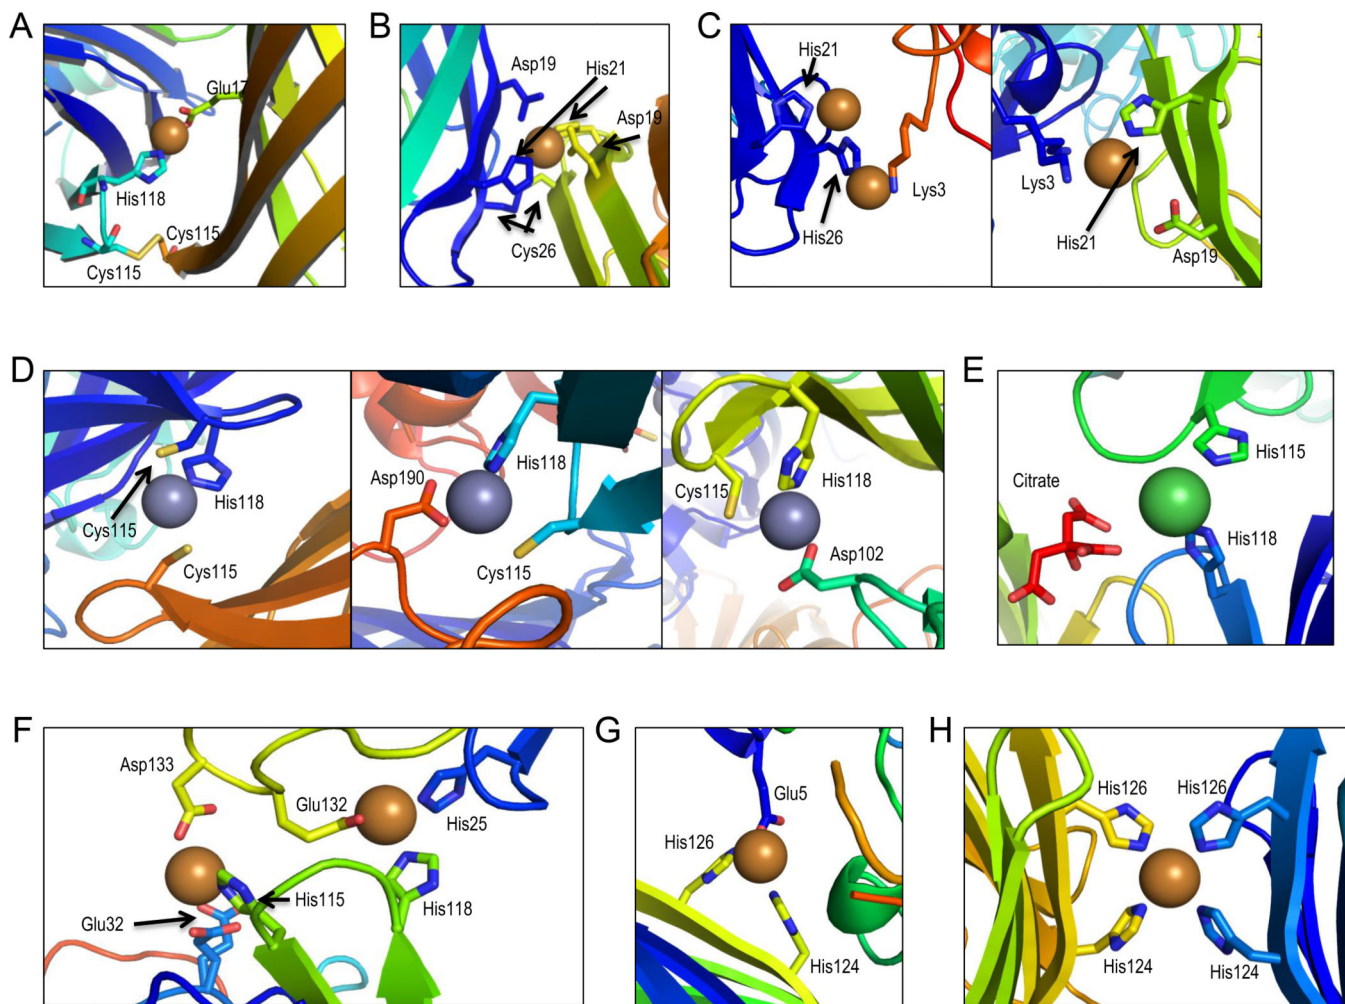 A
Glu17
His118
Cys115
Cys115
B
Asp19
His21
Asp19
Cys26
C
His21
Lys3
His26
Lys3
His21
Asp19
D
His118
Cys115
Cys115
His118
Asp190
Cys115
His118
Cys115
Asp102
E
His115
Citrate
His118
F
Asp133
Glu132
His25
His115
His118
Glu32
G
Glu5
His126
His124
H
His126
His126
His124
His124